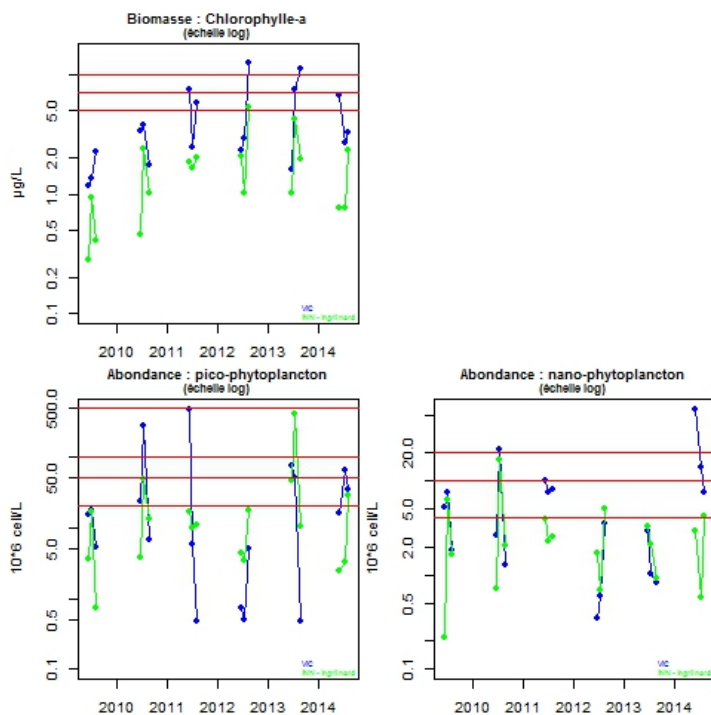 Biomasse : Chlorophylle-a
(échelle log)
µg/L
5.0
2.0
1.0
0.5
0.2
0.1
VIC
2010 2011 2012 2013 2014
Abondance : pico-phytoplancton
(échelle log)
10*6 cell/L
500.0
50.0
5.0
0.5
0.1
VIC
2010 2011 2012 2013 2014
Abondance : nano-phytoplancton
(échelle log)
10*6 cell/L
20.0
5.0
2.0
0.5
0.1
VIC
2010 2011 2012 2013 2014